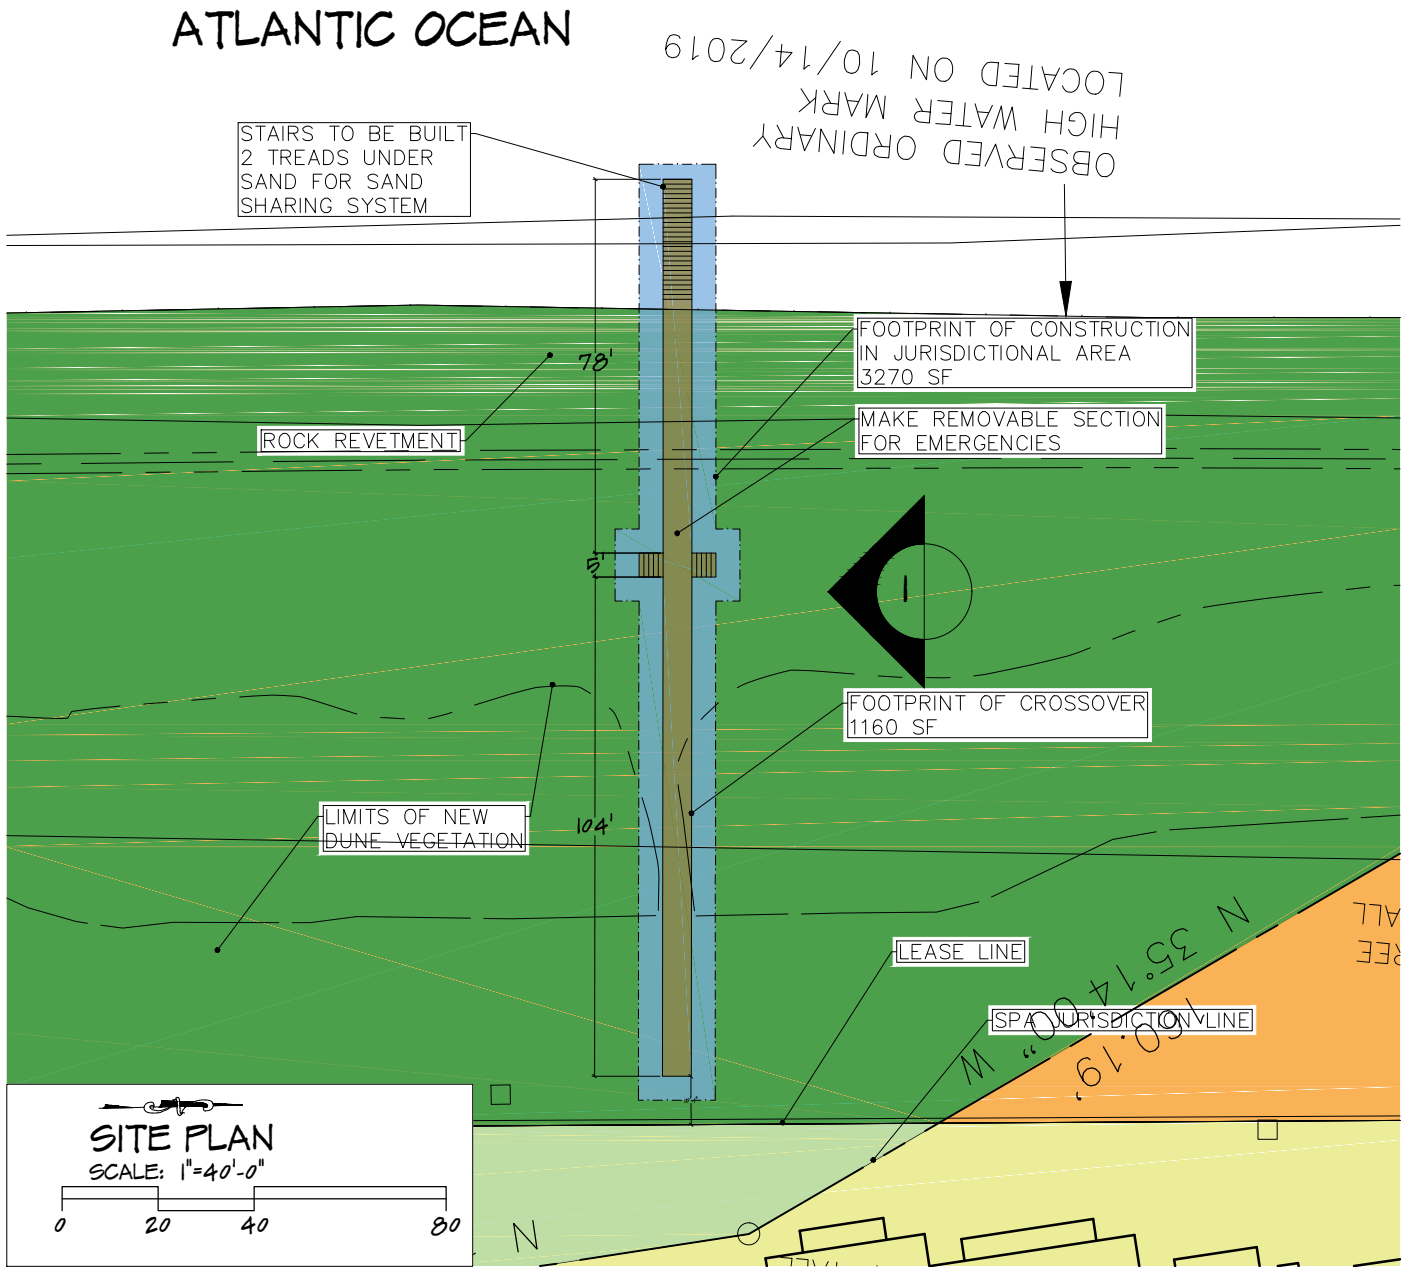 ATLANTIC OCEAN
OBSERVED ORDINARY
HIGH WATER MARK
LOCATED ON 10/14/2019
STAIRS TO BE BUILT
2 TREADS UNDER
SAND FOR SAND
SHARING SYSTEM
FOOTPRINT OF CONSTRUCTION
IN JURISDICTIONAL AREA
3270 SF
78'
MAKE REMOVABLE SECTION
FOR EMERGENCIES
ROCK REVETMENT
5'
1
FOOTPRINT OF CROSSOVER
1160 SF
LIMITS OF NEW
DUNE VEGETATION
104'
LEASE LINE
N 35°14'00" W
160.19'
SPA JURISDICTION LINE
SITE PLAN
SCALE: 1"=40'-0"
0 20 40 80
N